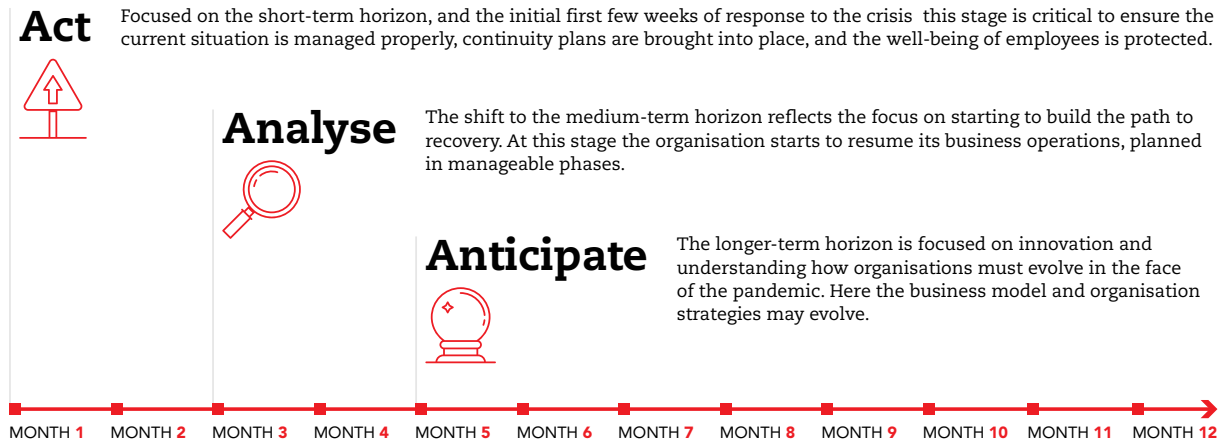 Act
Focused on the short-term horizon, and the initial first few weeks of response to the crisis  this stage is critical to ensure the
current situation is managed properly, continuity plans are brought into place, and the well-being of employees is protected.
Analyse
The shift to the medium-term horizon reflects the focus on starting to build the path to
recovery. At this stage the organisation starts to resume its business operations, planned
in manageable phases.
Anticipate
The longer-term horizon is focused on innovation and
understanding how organisations must evolve in the face
of the pandemic. Here the business model and organisation
strategies may evolve.
MONTH 1 MONTH 2 MONTH 3 MONTH 4 MONTH 5 MONTH 6 MONTH 7 MONTH 8 MONTH 9 MONTH 10 MONTH 11 MONTH 12